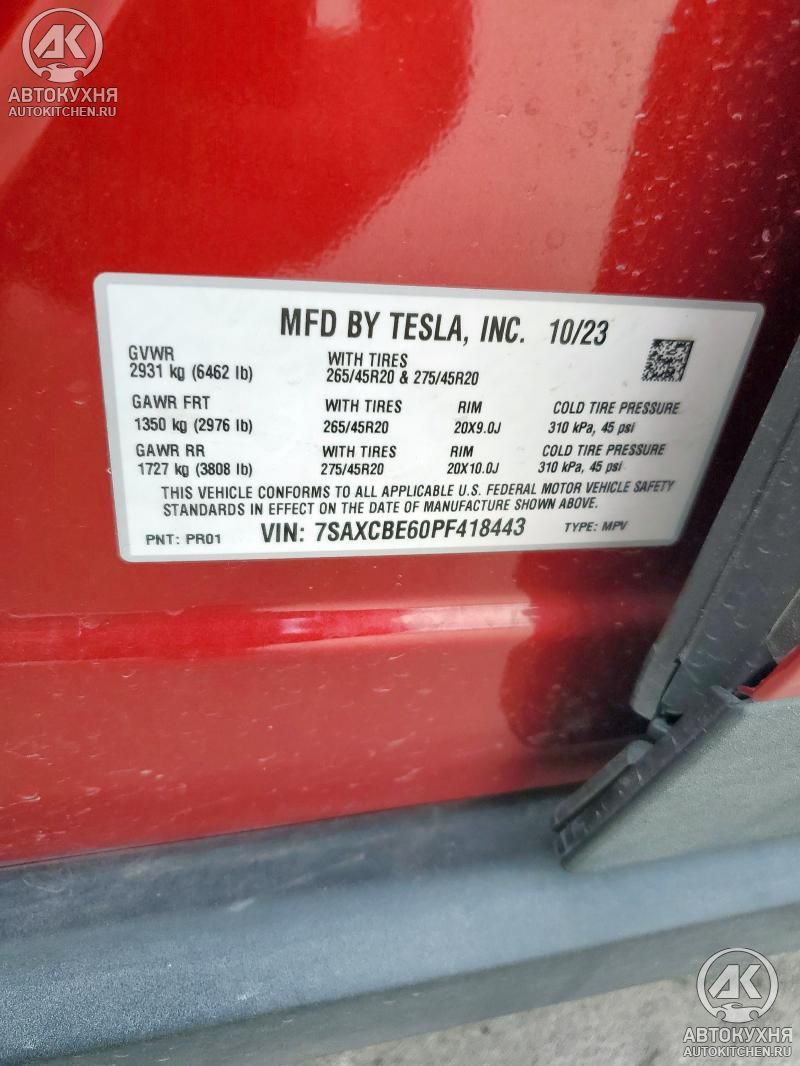 АК
АВТОКУХНЯ
AUTOKITCHEN.RU
MFD BY TESLA, INC. 10/23
GVWR
2931 kg (6462 lb)
WITH TIRES
265/45R20 & 275/45R20
GAWR FRT WITH TIRES RIM COLD TIRE PRESSURE
1350 kg (2976 lb) 265/45R20 20X9.0J 310 kPa, 45 psi
GAWR RR WITH TIRES RIM COLD TIRE PRESSURE
1727 kg (3808 lb) 275/45R20 20X10.0J 310 kPa, 45 psi
THIS VEHICLE CONFORMS TO ALL APPLICABLE U.S. FEDERAL MOTOR VEHICLE SAFETY
STANDARDS IN EFFECT ON THE DATE OF MANUFACTURE SHOWN ABOVE.
PNT: PR01 VIN: 7SAXCBE60PF418443 TYPE: MPV
АК
АВТОКУХНЯ
AUTOKITCHEN.RU